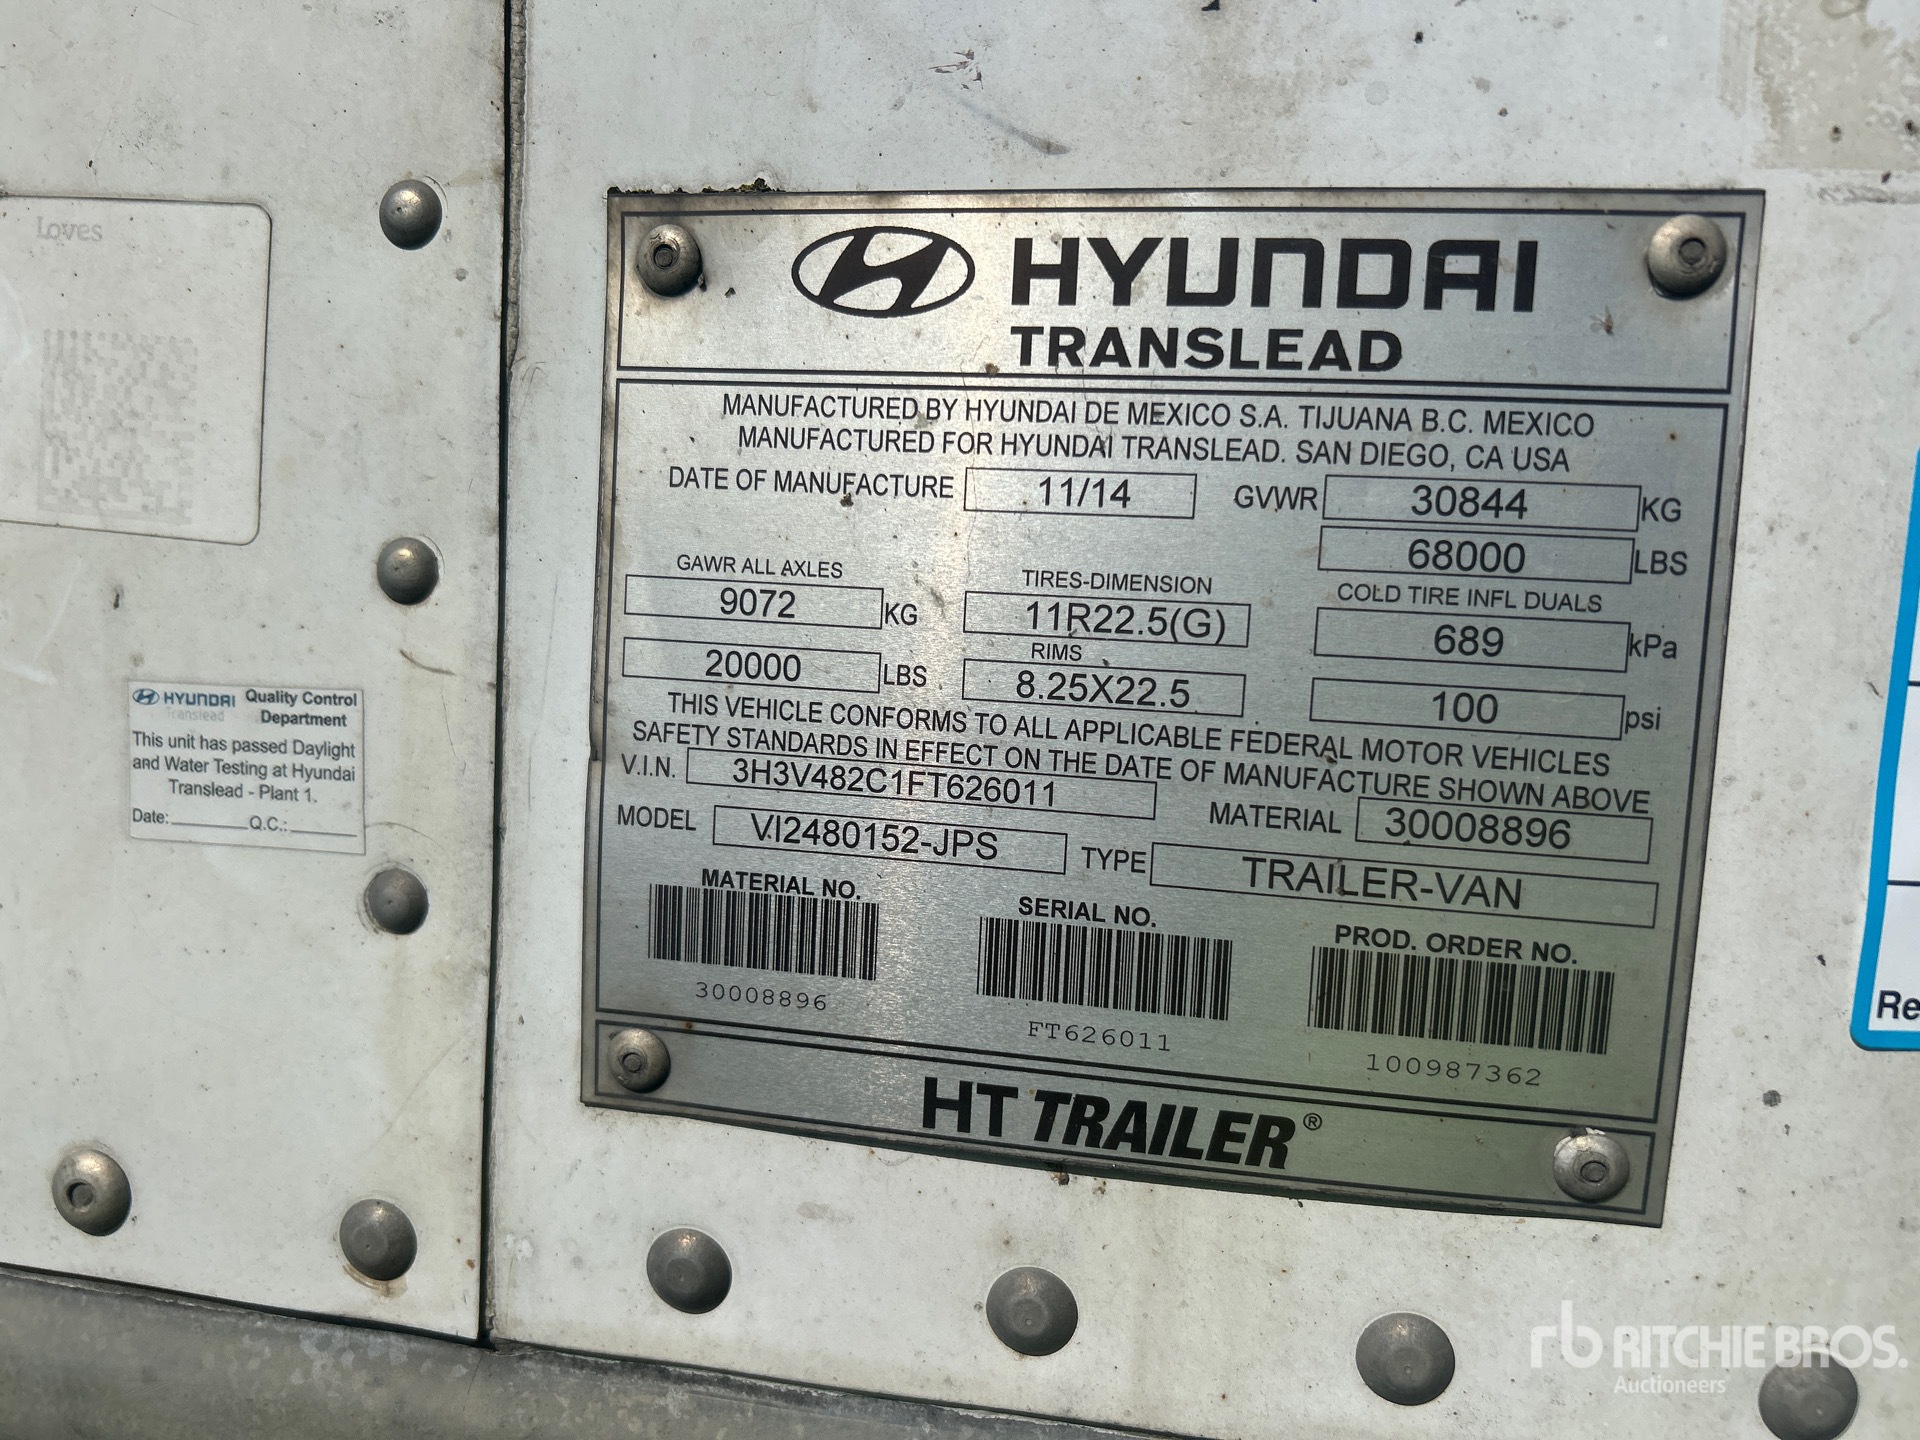 Loves
HYUNDAI
TRANSLEAD
MANUFACTURED BY HYUNDAI DE MEXICO S.A. TIJUANA B.C. MEXICO
MANUFACTURED FOR HYUNDAI TRANSLEAD. SAN DIEGO, CA USA
DATE OF MANUFACTURE 11/14 GVWR 30844 KG
68000 LBS
GAWR ALL AXLES TIRES-DIMENSION COLD TIRE INFL DUALS
9072 KG 11R22.5(G) 689 kPa
RIMS
20000 LBS 8.25X22.5 100 psi
THIS VEHICLE CONFORMS TO ALL APPLICABLE FEDERAL MOTOR VEHICLES
SAFETY STANDARDS IN EFFECT ON THE DATE OF MANUFACTURE SHOWN ABOVE
V.I.N. 3H3V482C1FT626011 MATERIAL 30008896
MODEL VI2480152-JPS TYPE TRAILER-VAN
MATERIAL NO. SERIAL NO. PROD. ORDER NO.
30008896 FT626011 100987362
HT TRAILER®
HYUNDAI Quality Control
Translead Department
This unit has passed Daylight
and Water Testing at Hyundai
Translead - Plant 1.
Date: Q.C.:
Re
rb RITCHIE BROS.
Auctioneers